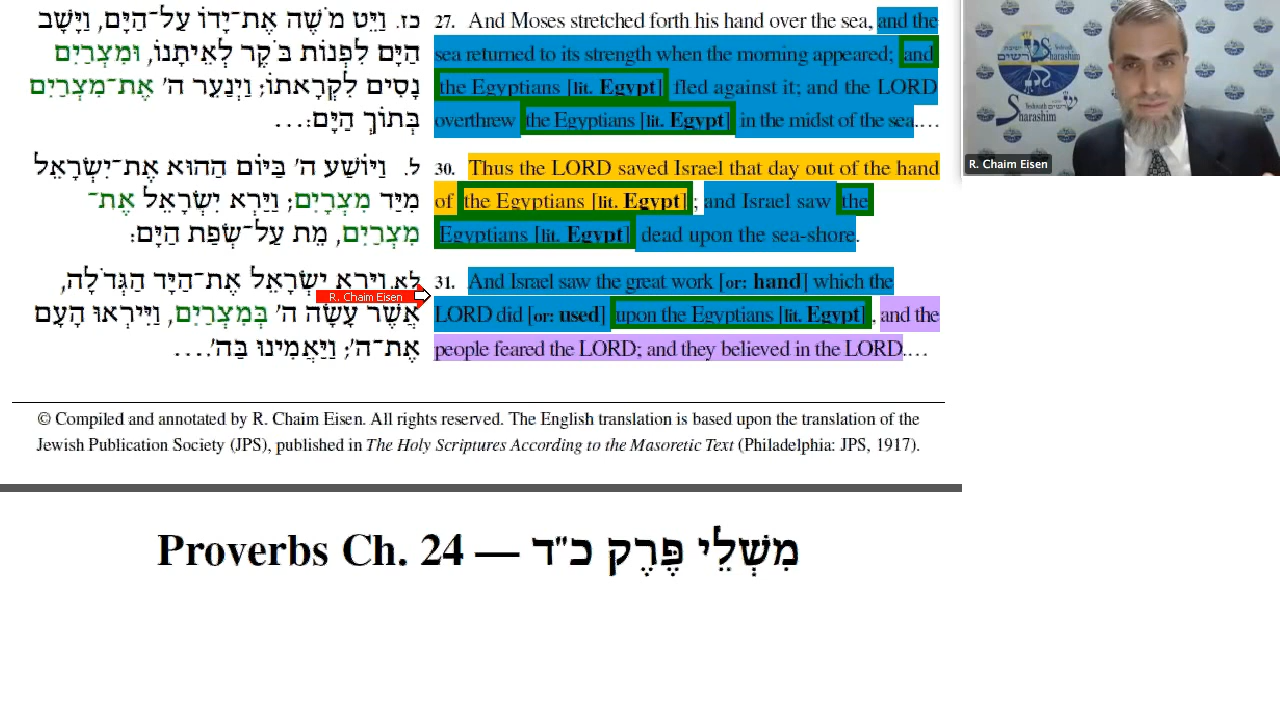 כז. וַיֵּט מֹשֶׁה אֶת־יָדוֹ עַל־הַיָּם, וַיָּשָׁב
הַיָּם לִפְנוֹת בֹּקֶר לְאֵיתָנוֹ, וּמִצְרַיִם
נָסִים לִקְרָאתוֹ; וַיְנַעֵר ה' אֶת־מִצְרַיִם
בְּתוֹךְ הַיָּם:...
ל. וַיּוֹשַׁע ה' בַּיּוֹם הַהוּא אֶת־יִשְׂרָאֵל
מִיַּד מִצְרָיִם; וַיַּרְא יִשְׂרָאֵל אֶת־
מִצְרַיִם, מֵת עַל־שְׂפַת הַיָּם:
לא. וַיַּרְא יִשְׂרָאֵל אֶת־הַיָּד הַגְּדֹלָה,
אֲשֶׁר עָשָׂה ה' בְּמִצְרַיִם, וַיִּירְאוּ הָעָם
אֶת־ה'; וַיַּאֲמִינוּ בַּה'....
27. And Moses stretched forth his hand over the sea, and the
sea returned to its strength when the morning appeared; and
the Egyptians [lit. Egypt] fled against it; and the LORD
overthrew the Egyptians [lit. Egypt] in the midst of the sea....
30. Thus the LORD saved Israel that day out of the hand
of the Egyptians [lit. Egypt]; and Israel saw the
Egyptians [lit. Egypt] dead upon the sea-shore.
31. And Israel saw the great work [or: hand] which the
LORD did [or: used] upon the Egyptians [lit. Egypt], and the
people feared the LORD; and they believed in the LORD....
R. Chaim Eisen
© Compiled and annotated by R. Chaim Eisen. All rights reserved. The English translation is based upon the translation of the
Jewish Publication Society (JPS), published in The Holy Scriptures According to the Masoretic Text (Philadelphia: JPS, 1917).
Proverbs Ch. 24 — מִשְׁלֵי פֶּרֶק כ"ד
Yeshivath Sharashim
Sharashim
R. Chaim Eisen